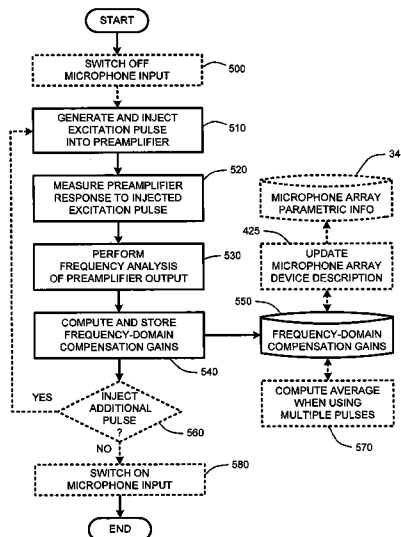 START
SWITCH OFF
MICROPHONE INPUT
500
GENERATE AND INJECT
EXCITATION PULSE
INTO PREAMPLIFIER
510
MEASURE PREAMPLIFIER
RESPONSE TO INJECTED
EXCITATION PULSE
520
PERFORM
FREQUENCY ANALYSIS
OF PREAMPLIFIER OUTPUT
530
COMPUTE AND STORE
FREQUENCY-DOMAIN
COMPENSATION GAINS
540
YES
INJECT
ADDITIONAL
PULSE
?
560
NO
SWITCH ON
MICROPHONE INPUT
580
END
34
MICROPHONE ARRAY
PARAMETRIC INFO
425
UPDATE
MICROPHONE ARRAY
DEVICE DESCRIPTION
550
FREQUENCY-DOMAIN
COMPENSATION GAINS
COMPUTE AVERAGE
WHEN USING
MULTIPLE PULSES
570